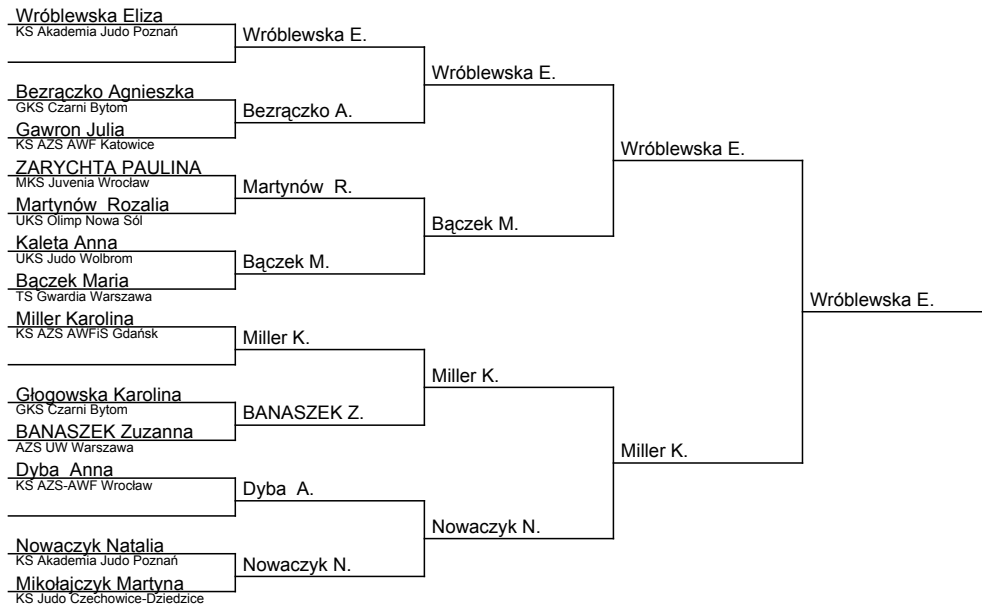 Wróblewska Eliza
KS Akademia Judo Poznań
Bezrączko Agnieszka
GKS Czarni Bytom
Gawron Julia
KS AZS AWF Katowice
ZARYCHTA PAULINA
MKS Juvenia Wrocław
Martynów  Rozalia
UKS Olimp Nowa Sól
Kaleta Anna
UKS Judo Wolbrom
Bączek Maria
TS Gwardia Warszawa
Miller Karolina
KS AZS AWFiS Gdańsk
Głogowska Karolina
GKS Czarni Bytom
BANASZEK Zuzanna
AZS UW Warszawa
Dyba  Anna
KS AZS-AWF Wrocław
Nowaczyk Natalia
KS Akademia Judo Poznań
Mikołajczyk Martyna
KS Judo Czechowice-Dziedzice
Wróblewska E.
Bezrączko A.
Martynów  R.
Bączek M.
Miller K.
BANASZEK Z.
Dyba  A.
Nowaczyk N.
Wróblewska E.
Bączek M.
Miller K.
Nowaczyk N.
Wróblewska E.
Miller K.
Wróblewska E.